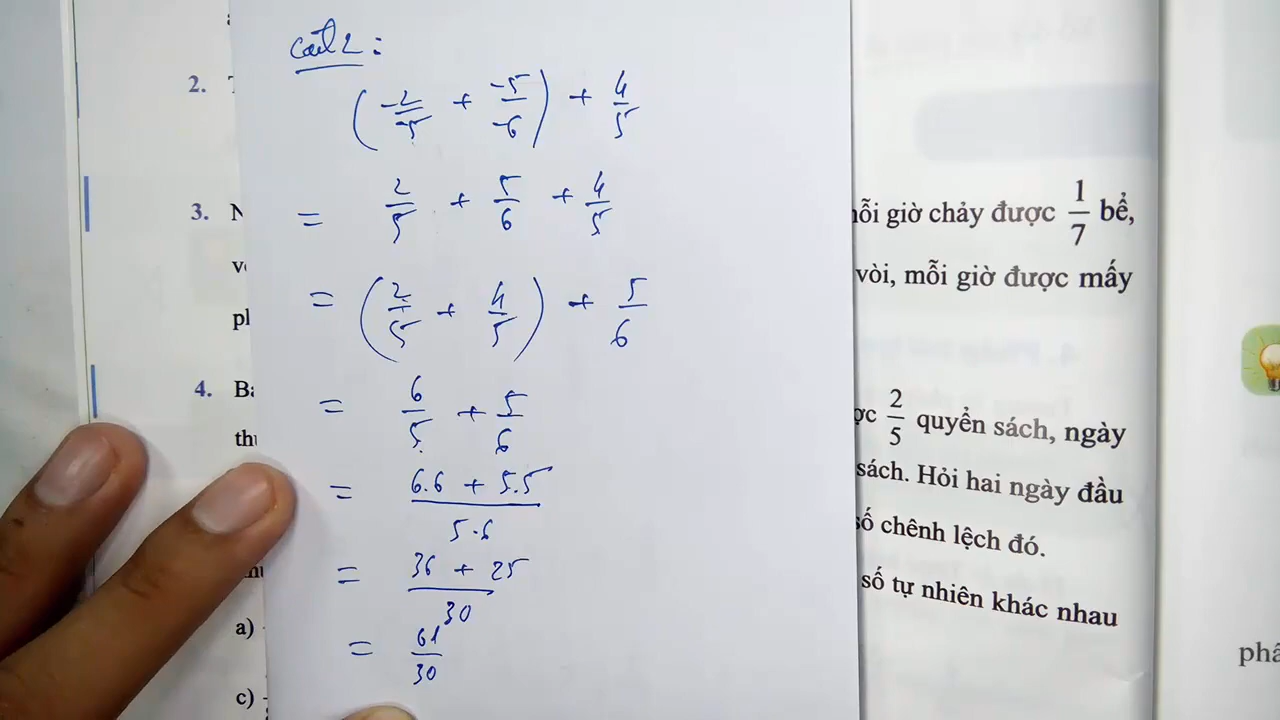 Cách 2:
(-2/-5 + -5/-6) + 4/5
= 2/5 + 5/6 + 4/5
= (2/5 + 4/5) + 5/6
= 6/5 + 5/6
= 6.6 + 5.5 / 5.6
= 36 + 25 / 30
= 61/30
2.
3. N
4. Bà
thu
a)
c)
mỗi giờ chảy được 1/7 bể,
vòi, mỗi giờ được mấy
2/5 quyển sách, ngày
sách. Hỏi hai ngày đầu
số chênh lệch đó.
số tự nhiên khác nhau